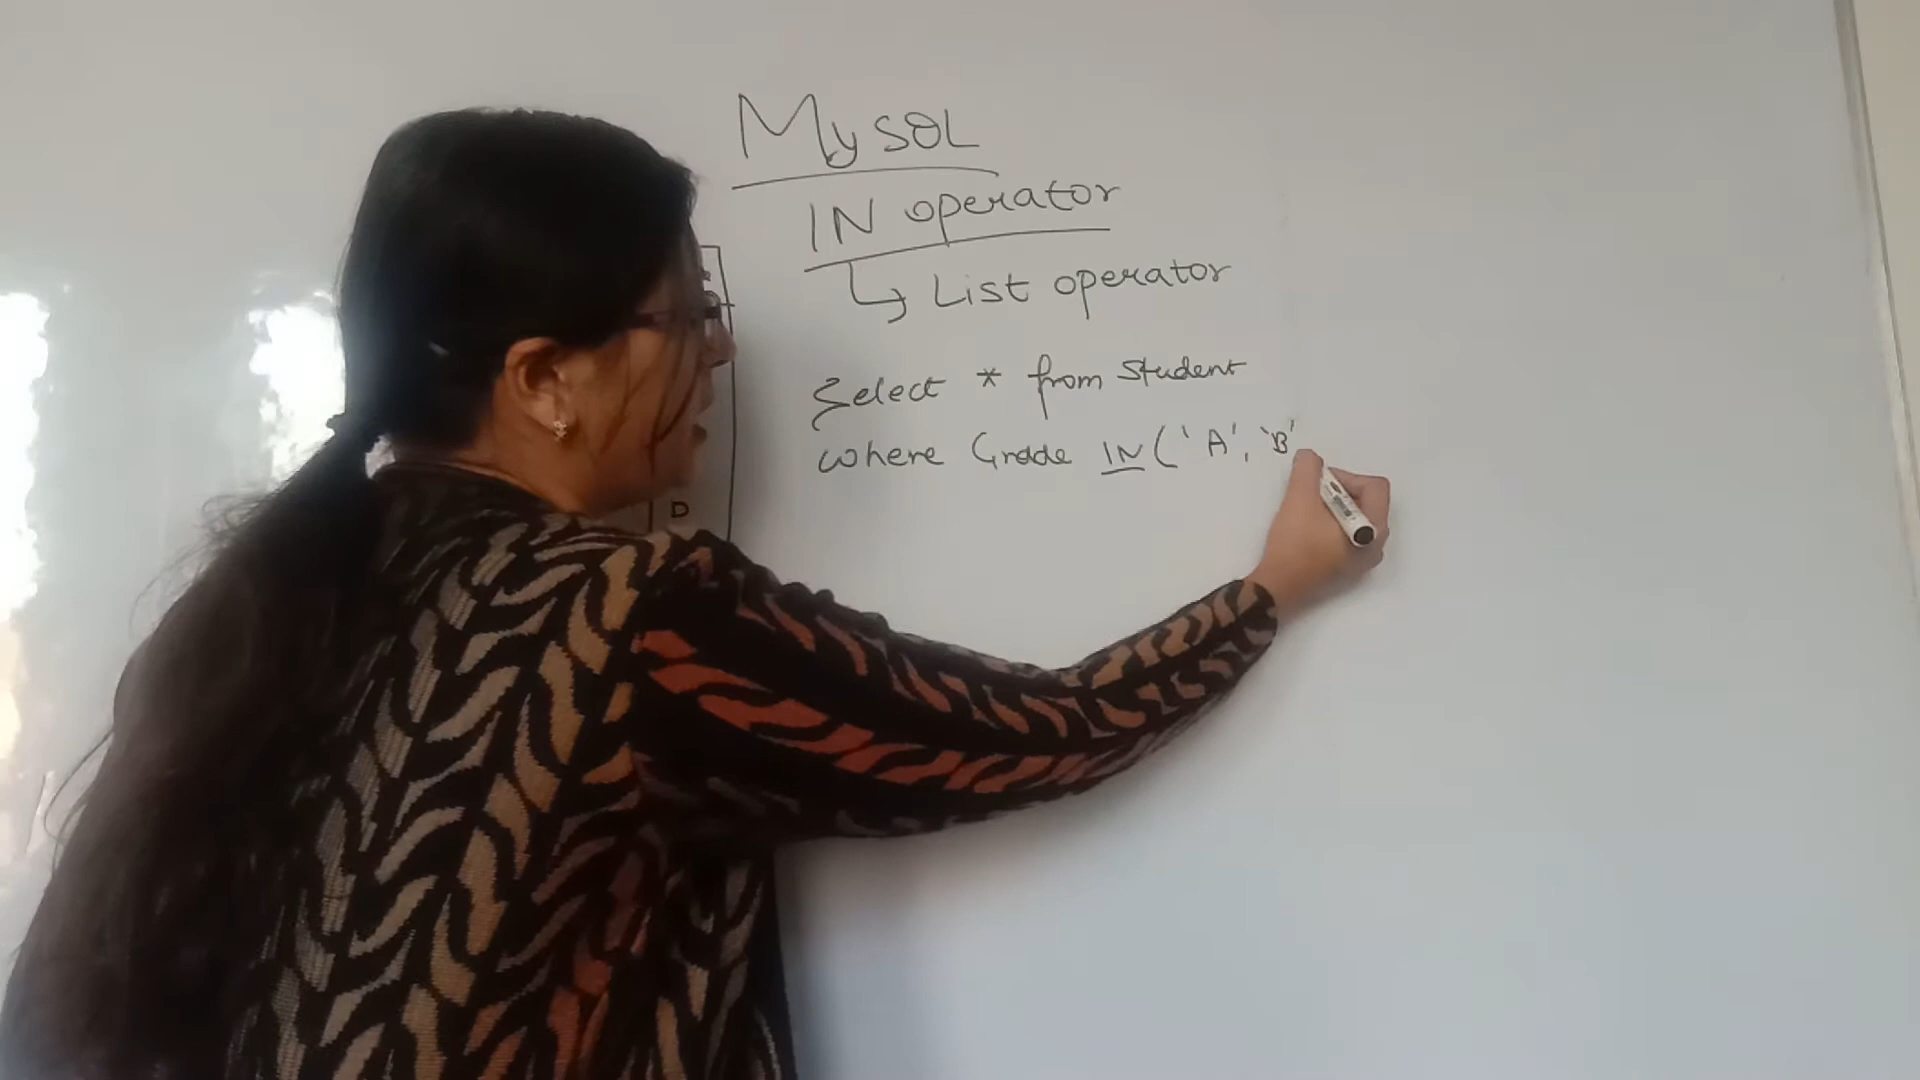 MySQL
IN operator
↳ List operator
Select * from Student
where Grade IN('A', 'B'
D